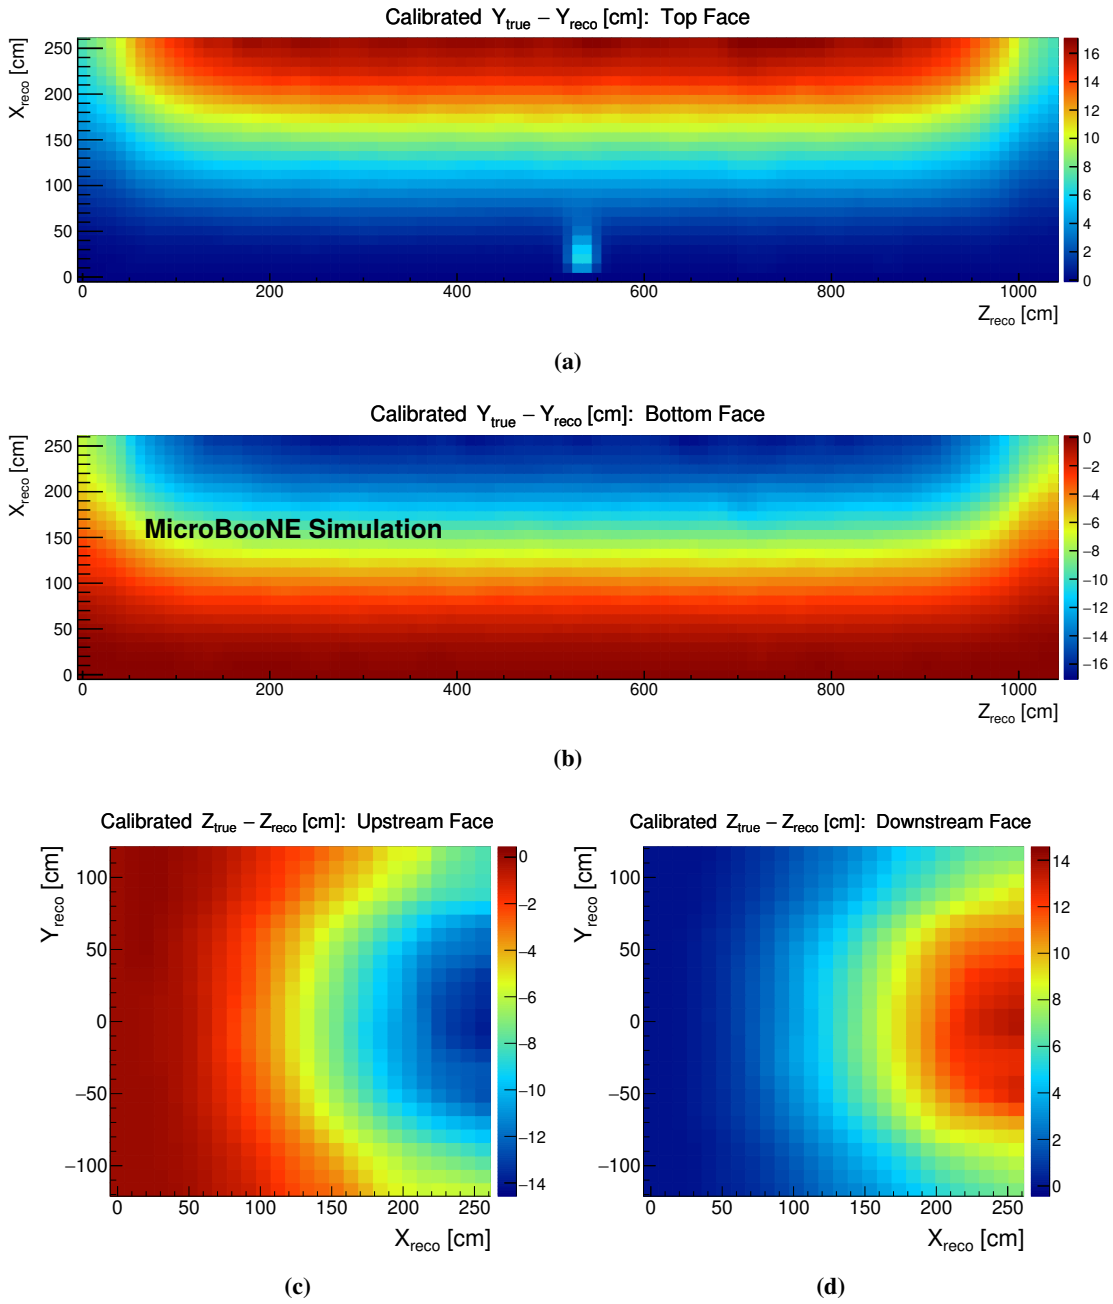 Calibrated Y_true − Y_reco [cm]: Top Face
X_reco [cm]
250
200
150
100
50
0
0 200 400 600 800 1000
Z_reco [cm]
16
14
12
10
8
6
4
2
0
(a)
Calibrated Y_true − Y_reco [cm]: Bottom Face
X_reco [cm]
250
200
150
100
50
0
MicroBooNE Simulation
0 200 400 600 800 1000
Z_reco [cm]
0
−2
−4
−6
−8
−10
−12
−14
−16
(b)
Calibrated Z_true − Z_reco [cm]: Upstream Face
Y_reco [cm]
100
50
0
−50
−100
0 50 100 150 200 250
X_reco [cm]
0
−2
−4
−6
−8
−10
−12
−14
(c)
Calibrated Z_true − Z_reco [cm]: Downstream Face
Y_reco [cm]
100
50
0
−50
−100
0 50 100 150 200 250
X_reco [cm]
14
12
10
8
6
4
2
0
(d)